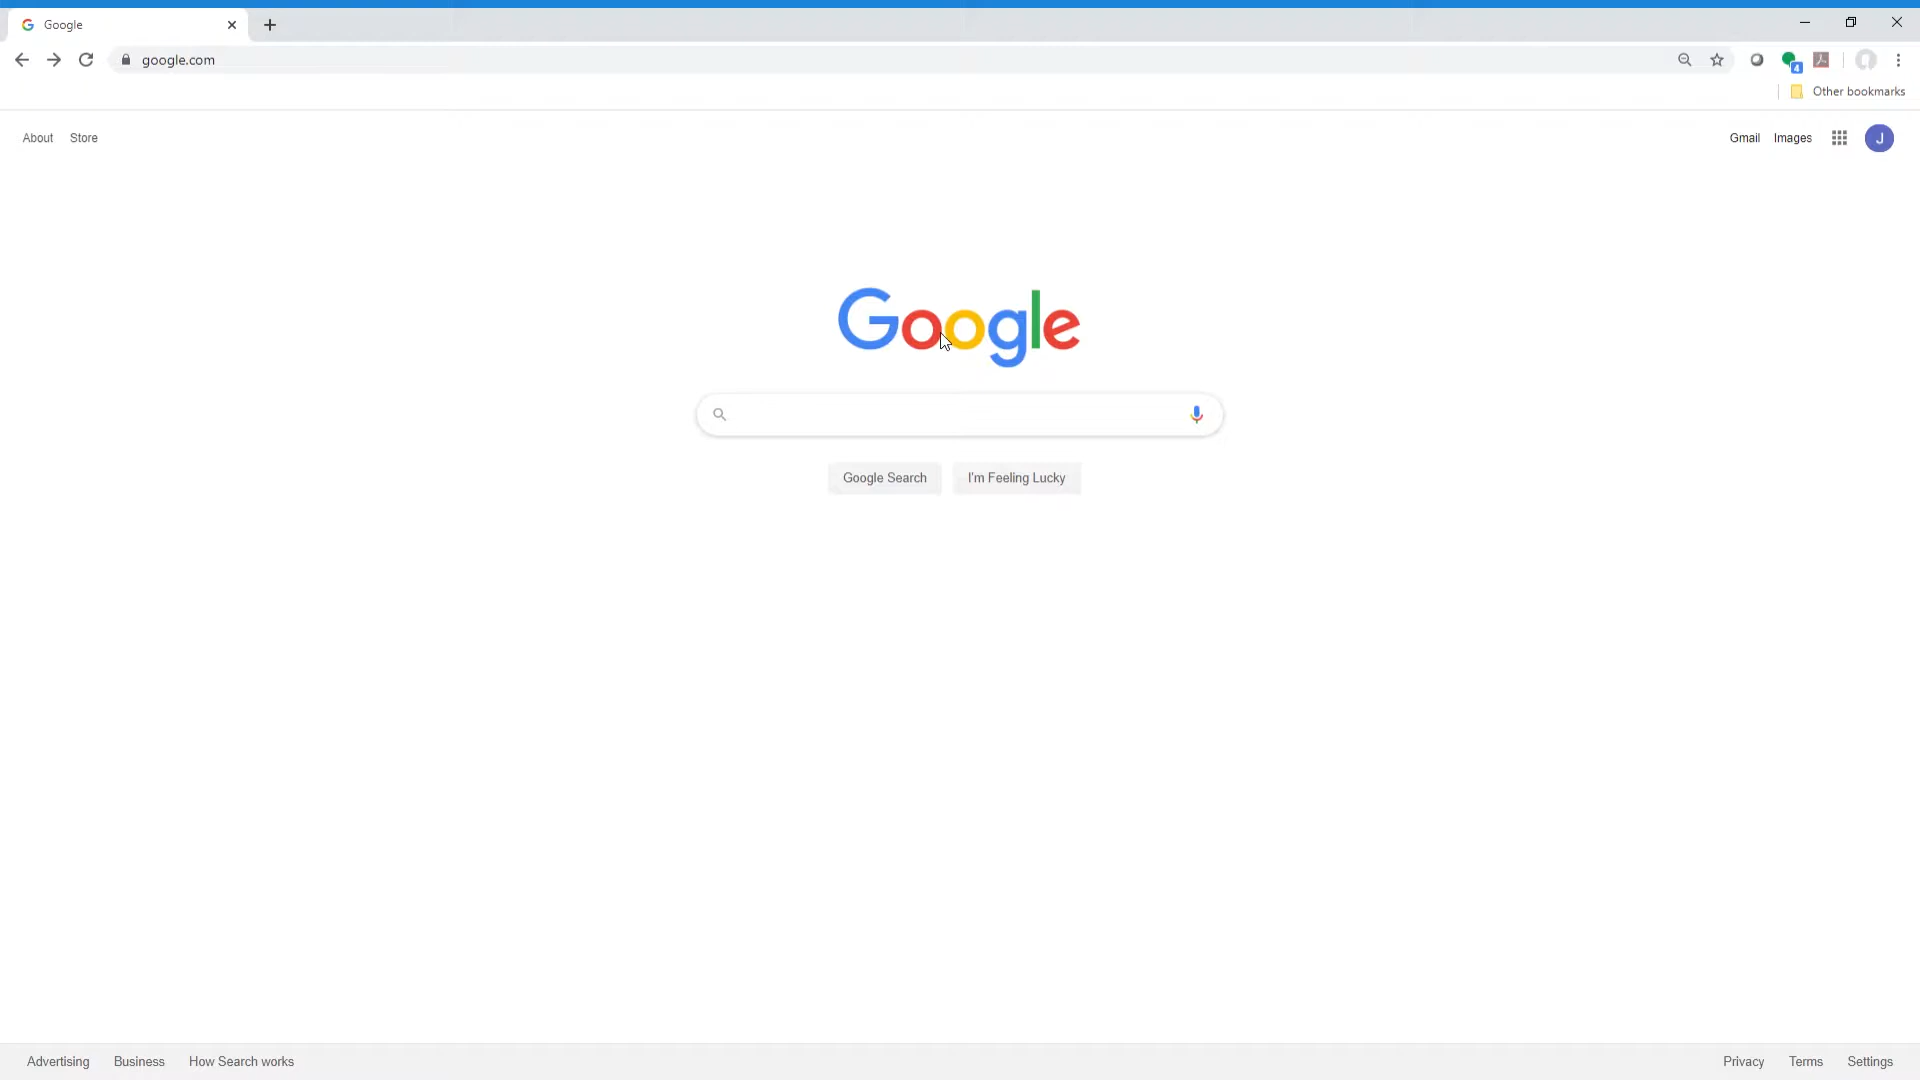 Google
google.com
4
Other bookmarks
About Store
Gmail Images
J
Google
Google Search I'm Feeling Lucky
Advertising Business How Search works
Privacy Terms Settings